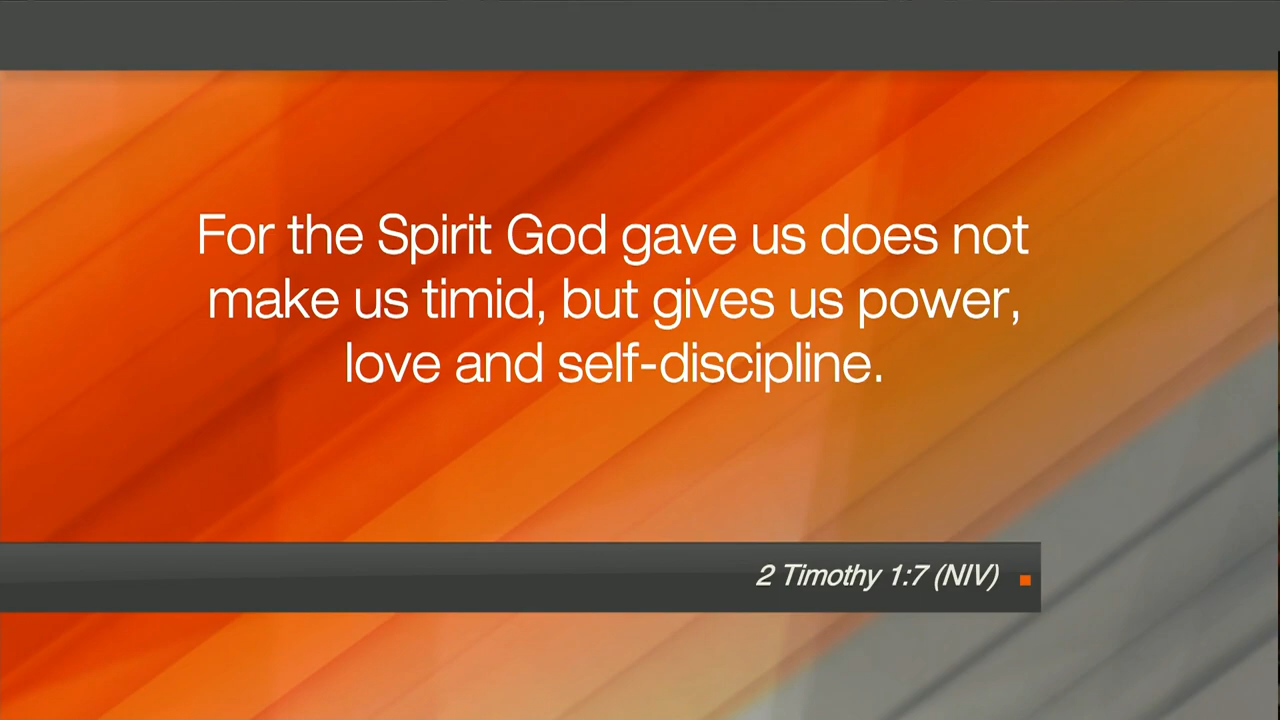 For the Spirit God gave us does not
make us timid, but gives us power,
love and self-discipline.
2 Timothy 1:7 (NIV)